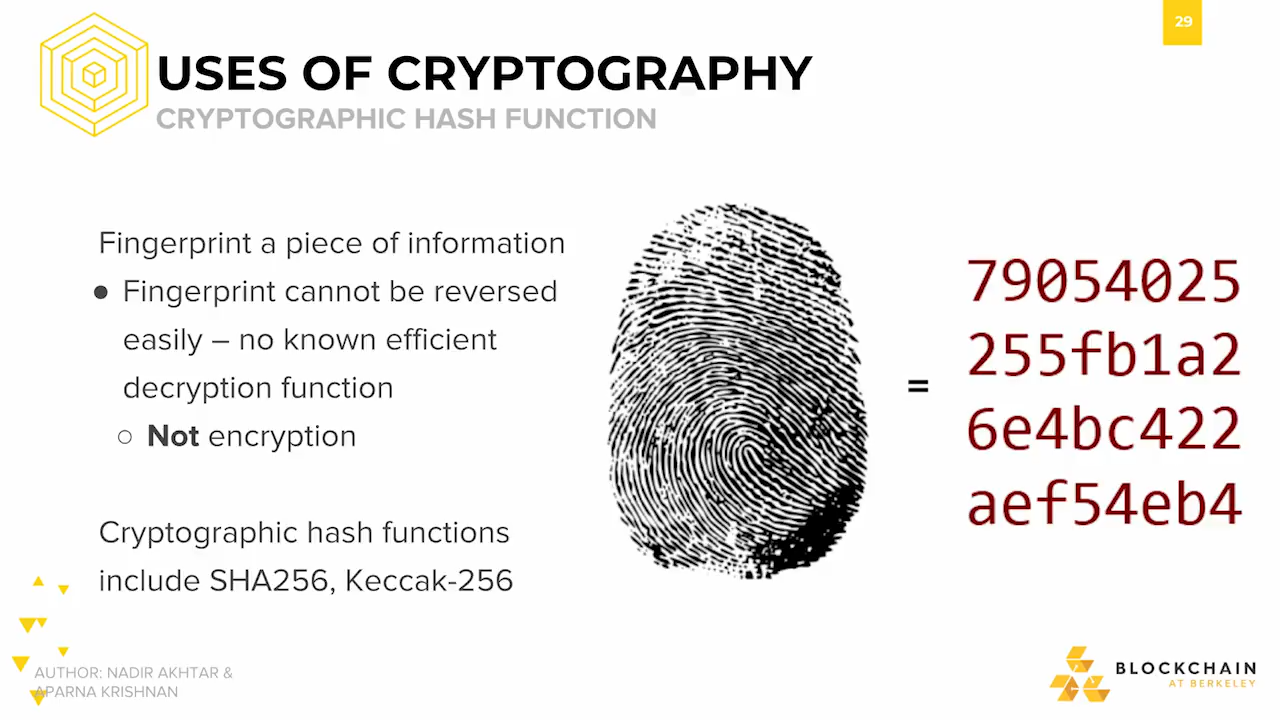 29
USES OF CRYPTOGRAPHY
CRYPTOGRAPHIC HASH FUNCTION
Fingerprint a piece of information
● Fingerprint cannot be reversed
easily – no known efficient
decryption function
○ Not encryption
Cryptographic hash functions
include SHA256, Keccak-256
=
79054025
255fb1a2
6e4bc422
aef54eb4
AUTHOR: NADIR AKHTAR &
APARNA KRISHNAN
BLOCKCHAIN
AT BERKELEY